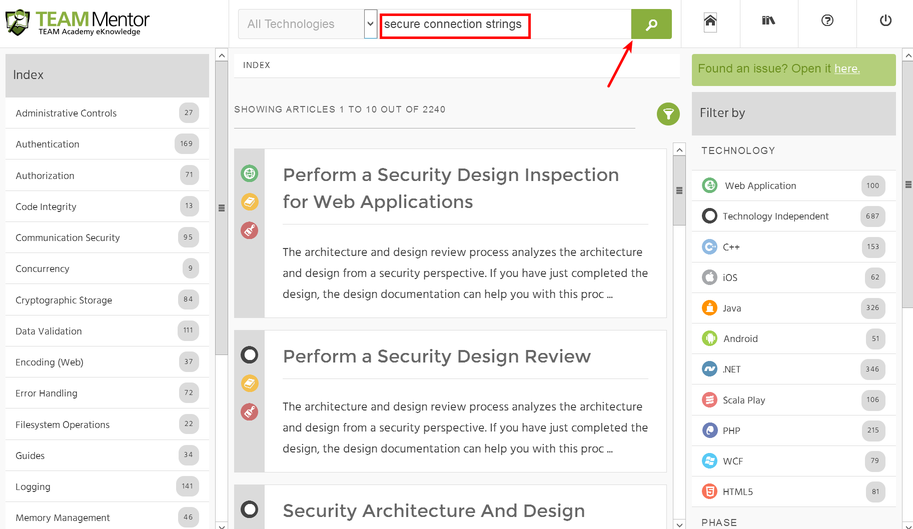 TEAM Mentor
TEAM Academy eKnowledge
All Technologies
secure connection strings
Index
Administrative Controls 27
Authentication 169
Authorization 71
Code Integrity 13
Communication Security 95
Concurrency 9
Cryptographic Storage 84
Data Validation 111
Encoding (Web) 37
Error Handling 72
Filesystem Operations 22
Guides 34
Logging 141
Memory Management 46
INDEX
SHOWING ARTICLES 1 TO 10 OUT OF 2240
Perform a Security Design Inspection
for Web Applications
The architecture and design review process analyzes the architecture
and design from a security perspective. If you have just completed the
design, the design documentation can help you with this proc ...
Perform a Security Design Review
The architecture and design review process analyzes the architecture
and design from a security perspective. If you have just completed the
design, the design documentation can help you with this proc ...
Security Architecture And Design
Found an issue? Open it here.
Filter by
TECHNOLOGY
Web Application 100
Technology Independent 687
C++ 153
iOS 62
Java 326
Android 51
.NET 346
Scala Play 106
PHP 215
WCF 79
HTML5 81
PHASE